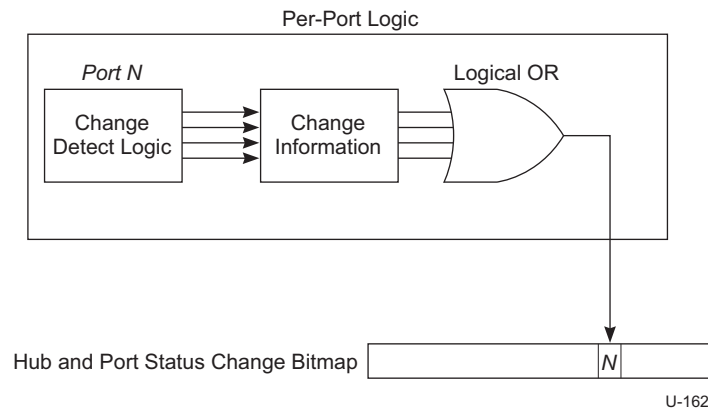 Per-Port Logic
Port N
Logical OR
Change
Detect Logic
Change
Information
Hub and Port Status Change Bitmap
N
U-162